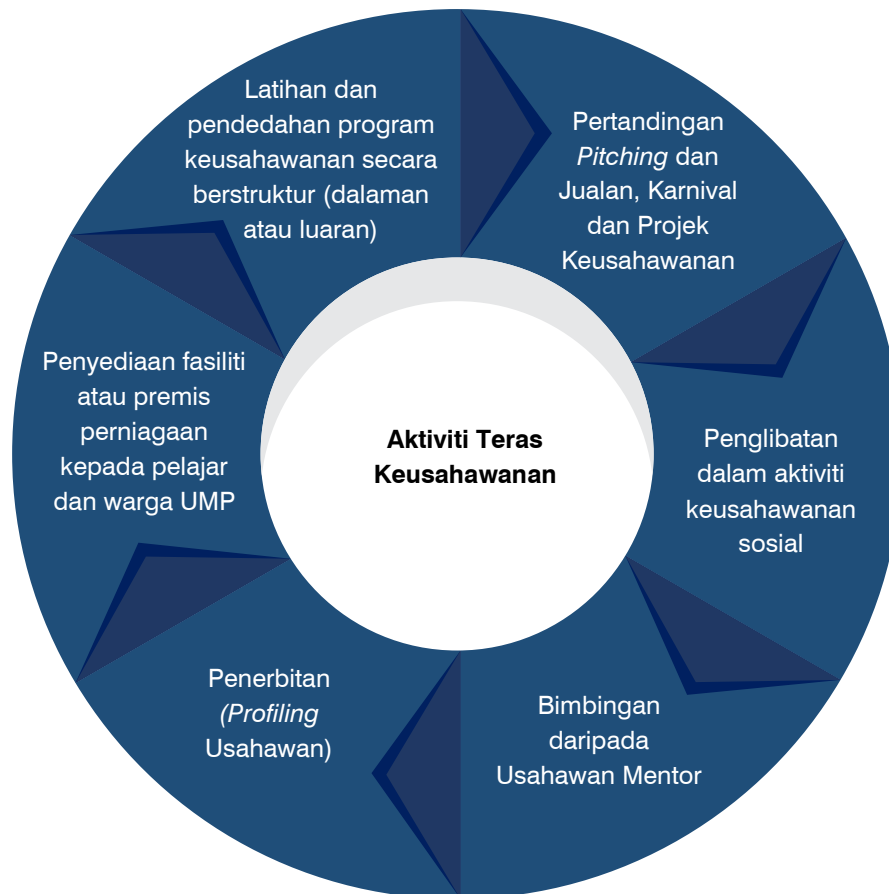 Latihan dan
pendedahan program
keusahawanan secara
berstruktur (dalaman
atau luaran)
Pertandingan
Pitching dan
Jualan, Karnival
dan Projek
Keusahawanan
Penglibatan
dalam aktiviti
keusahawanan
sosial
Bimbingan
daripada
Usahawan Mentor
Penerbitan
(Profiling
Usahawan)
Penyediaan fasiliti
atau premis
perniagaan
kepada pelajar
dan warga UMP
Aktiviti Teras
Keusahawanan